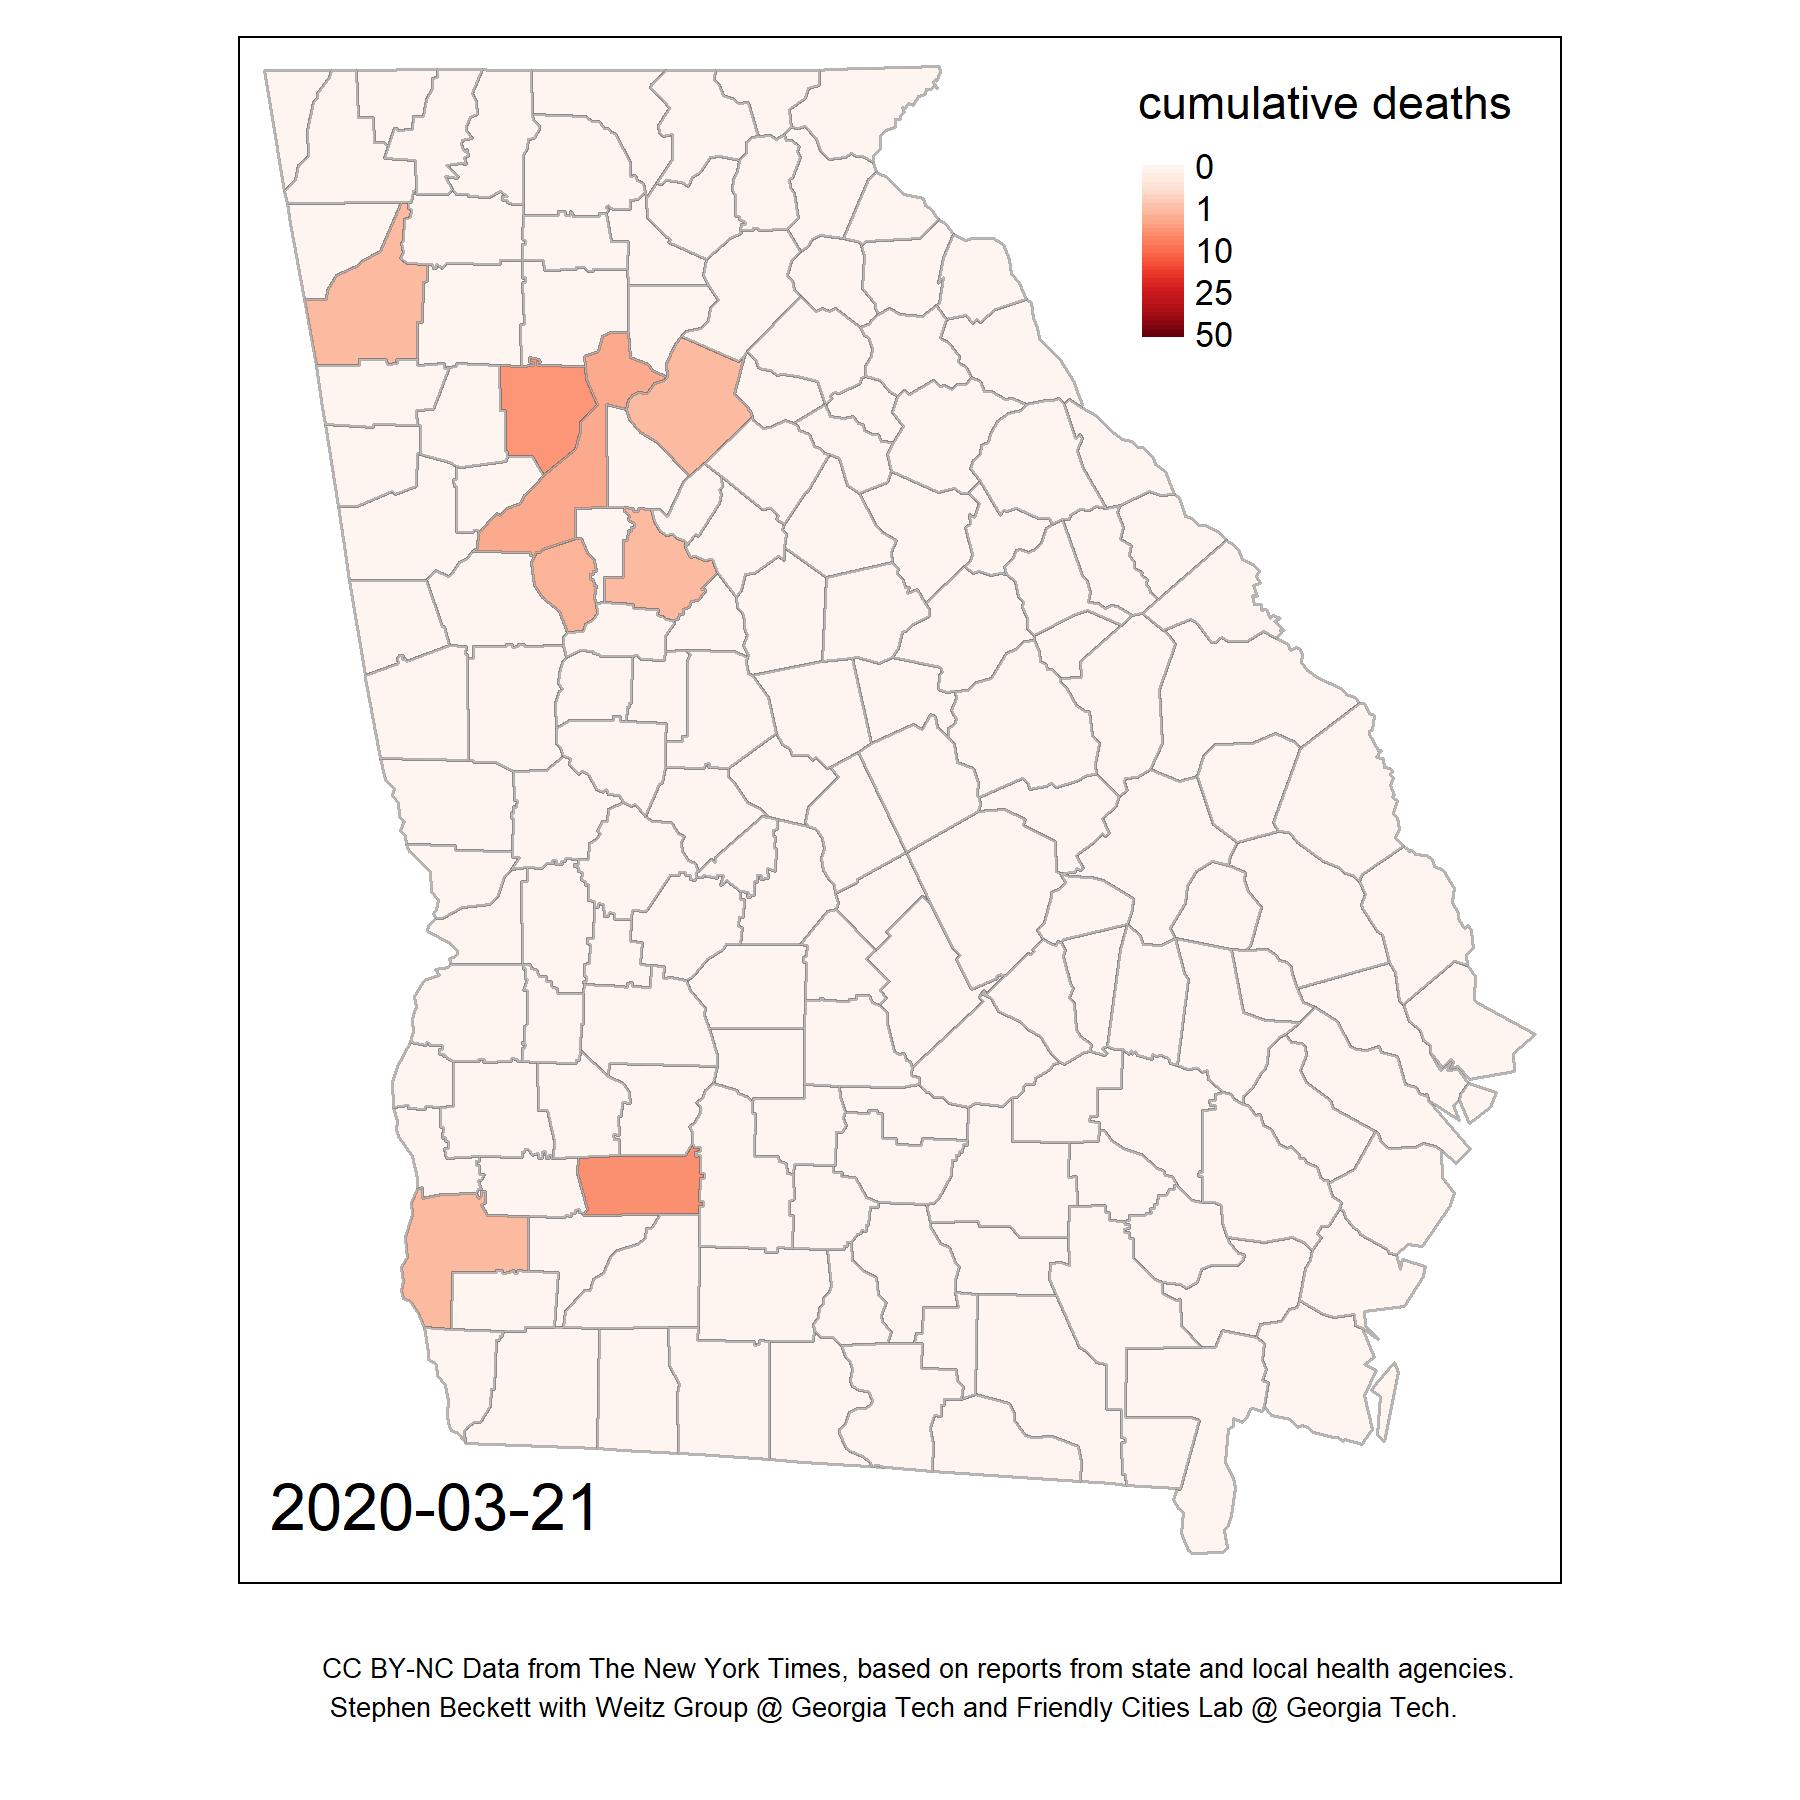 cumulative deaths
0
1
10
25
50
2020-03-21
CC BY-NC Data from The New York Times, based on reports from state and local health agencies.
Stephen Beckett with Weitz Group @ Georgia Tech and Friendly Cities Lab @ Georgia Tech.